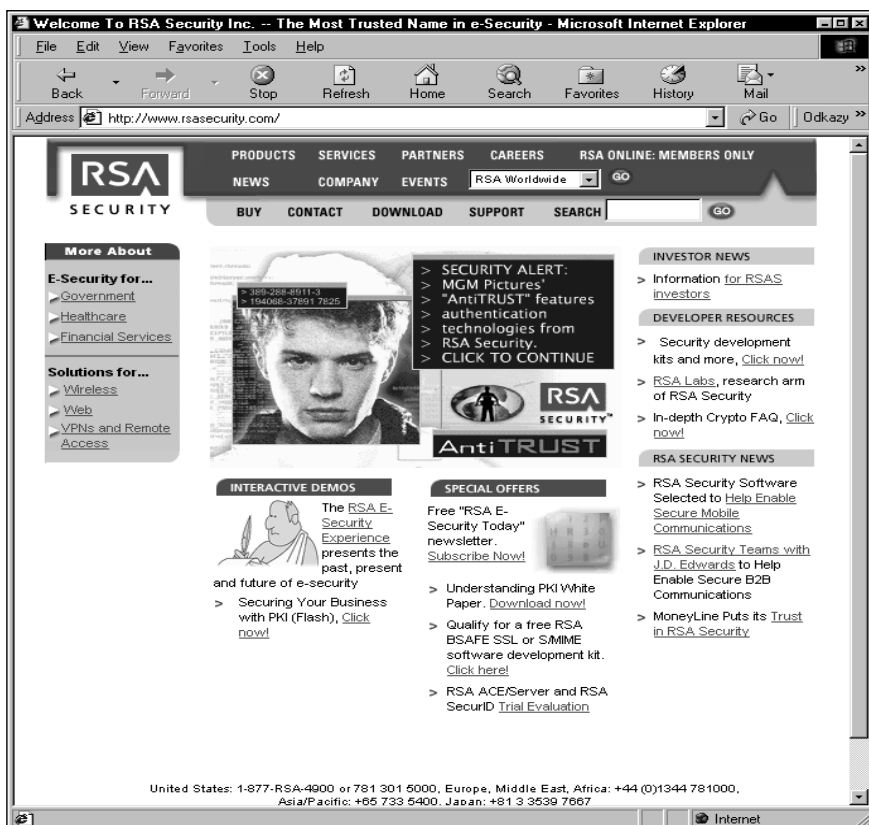 Welcome To RSA Security Inc. -- The Most Trusted Name in e-Security - Microsoft Internet Explorer
File Edit View Favorites Tools Help
Back Forward Stop Refresh Home Search Favorites History Mail »
Address http://www.rsasecurity.com/ Go Odkazy »
RSA
SECURITY
PRODUCTS SERVICES PARTNERS CAREERS RSA ONLINE: MEMBERS ONLY
NEWS COMPANY EVENTS RSA Worldwide GO
BUY CONTACT DOWNLOAD SUPPORT SEARCH GO
More About
E-Security for...
Government
Healthcare
Financial Services
Solutions for...
Wireless
Web
VPNs and Remote
Access
> 389-288-8911-3
> 194068-37891 7825
> SECURITY ALERT:
> MGM Pictures'
> "AntiTRUST" features
> authentication
> technologies from
> RSA Security.
> CLICK TO CONTINUE
RSA
SECURITY™
AntiTRUST
INTERACTIVE DEMOS
The RSA E-
Security
Experience
presents the
past, present
and future of e-security
> Securing Your Business
with PKI (Flash), Click
now!
SPECIAL OFFERS
Free "RSA E-
Security Today"
newsletter.
Subscribe Now!
> Understanding PKI White
Paper. Download now!
> Qualify for a free RSA
BSAFE SSL or S/MIME
software development kit.
Click here!
> RSA ACE/Server and RSA
SecurID Trial Evaluation
INVESTOR NEWS
> Information for RSAS
investors
DEVELOPER RESOURCES
> Security development
kits and more, Click now!
> RSA Labs, research arm
of RSA Security
> In-depth Crypto FAQ, Click
now!
RSA SECURITY NEWS
> RSA Security Software
Selected to Help Enable
Secure Mobile
Communications
> RSA Security Teams with
J.D. Edwards to Help
Enable Secure B2B
Communications
> MoneyLine Puts its Trust
in RSA Security
United States: 1-877-RSA-4900 or 781 301 5000, Europe, Middle East, Africa: +44 (0)1344 781000,
Asia/Pacific: +65 733 5400, Japan: +81 3 3539 7667
Internet